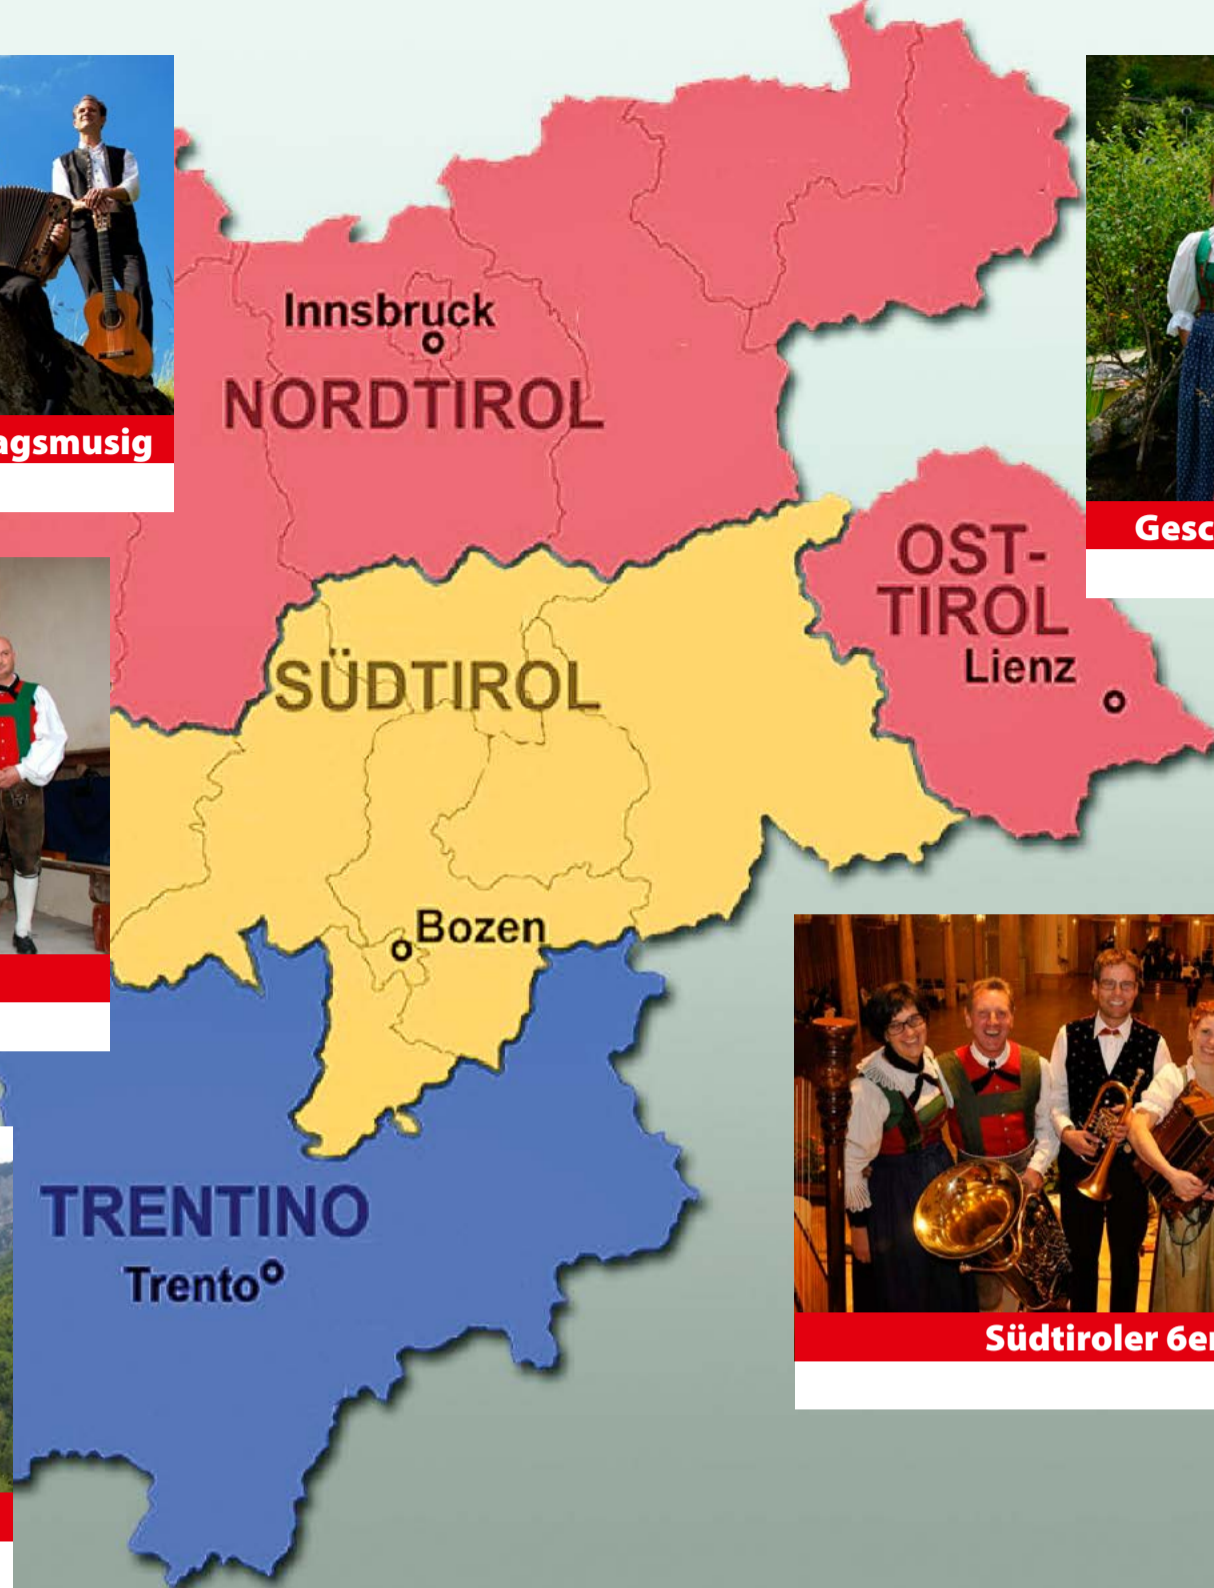 Innsbruck
NORDTIROL
agsmusig
OST-
TIROL
Lienz
Gesc
SÜDTIROL
Bozen
TRENTINO
Trento
Südtiroler 6er